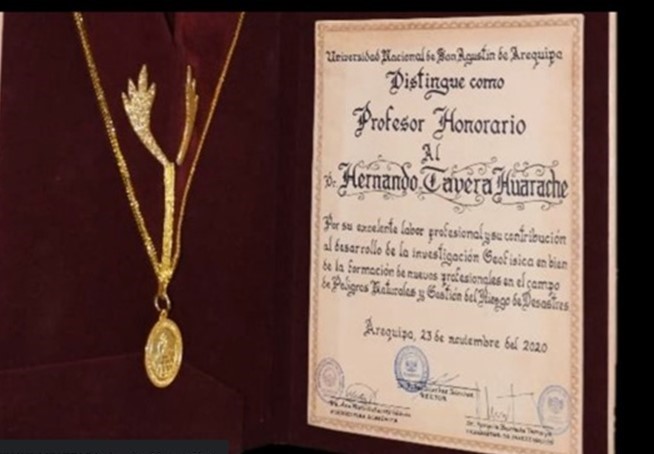 Universidad Nacional de San Agustin de Arequipa
Distingue como
Profesor Honorario
Al
Dr. Hernando Tavera Huarache
Por su excelente labor profesional y su contribución
al desarrollo de la investigación Geofísica en bien
de la formación de nuevos profesionales en el campo
de Peligros Naturales y Gestión del Riesgo de Desastres
Arequipa, 23 de noviembre del 2020
RECTOR